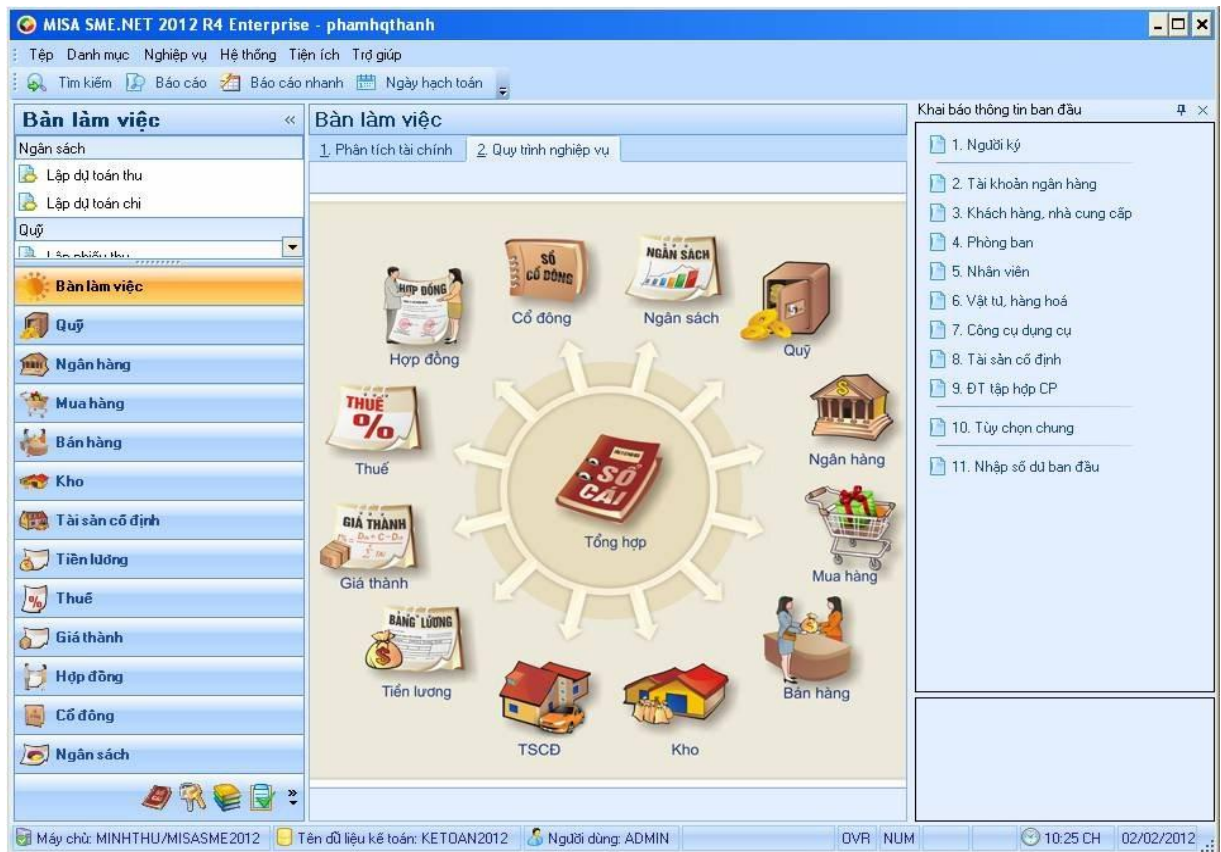 MISA SME.NET 2012 R4 Enterprise - phamhqthanh
Tệp Danh mục Nghiệp vụ Hệ thống Tiện ích Trợ giúp
Tìm kiếm Báo cáo Báo cáo nhanh Ngày hạch toán
Bàn làm việc «
Ngân sách
Lập dự toán thu
Lập dự toán chi
Quỹ
Lập phiếu thu
Bàn làm việc
Quỹ
Ngân hàng
Mua hàng
Bán hàng
Kho
Tài sản cố định
Tiền lương
Thuế
Giá thành
Hợp đồng
Cổ đông
Ngân sách
Bàn làm việc
1. Phân tích tài chính 2. Quy trình nghiệp vụ
HỢP ĐỒNG
Hợp đồng
SỔ
CỔ ĐÔNG
Cổ đông
NGÂN SÁCH
Ngân sách
Quỹ
THUẾ
%
Thuế
Ngân hàng
SỔ
CÁI
Tổng hợp
GIÁ THÀNH
Giá thành
Mua hàng
BẢNG LƯƠNG
Tiền lương
TSCĐ
Kho
Bán hàng
Khai báo thông tin ban đầu
1. Người ký
2. Tài khoản ngân hàng
3. Khách hàng, nhà cung cấp
4. Phòng ban
5. Nhân viên
6. Vật tư, hàng hoá
7. Công cụ dụng cụ
8. Tài sản cố định
9. ĐT tập hợp CP
10. Tùy chọn chung
11. Nhập số dư ban đầu
Máy chủ: MINHTHU/MISASME2012 Tên dữ liệu kế toán: KETOAN2012 Người dùng: ADMIN OVR NUM 10:25 CH 02/02/2012